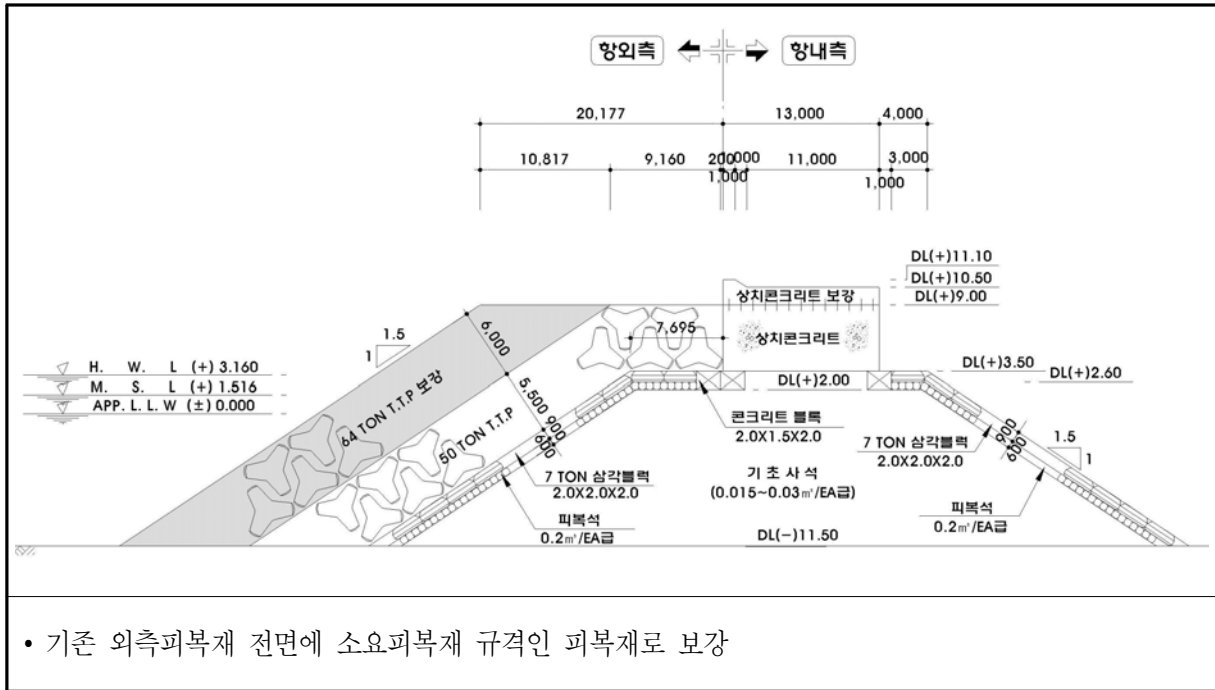 항외측 항내측
20,177 13,000 4,000
10,817 9,160 200 1,000 11,000 3,000
1,000 1,000
DL(+)11.10
DL(+)10.50
DL(+)9.00
상치콘크리트 보강
상치콘크리트
7,695
6,000
1.5
1
H. W. L (+) 3.160
M. S. L (+) 1.516
APP. L. L. W (±) 0.000
DL(+)3.50
DL(+)2.60
DL(+)2.00
64 TON T.T.P 보강
50 TON T.T.P
5,500
900
600
콘크리트 블록
2.0X1.5X2.0
7 TON 삼각블럭
2.0X2.0X2.0
기 초 사 석
(0.015~0.03㎥/EA급)
7 TON 삼각블럭
2.0X2.0X2.0
900
600
1.5
1
피복석
0.2㎥/EA급
피복석
0.2㎥/EA급
DL(-)11.50
• 기존 외측피복재 전면에 소요피복재 규격인 피복재로 보강